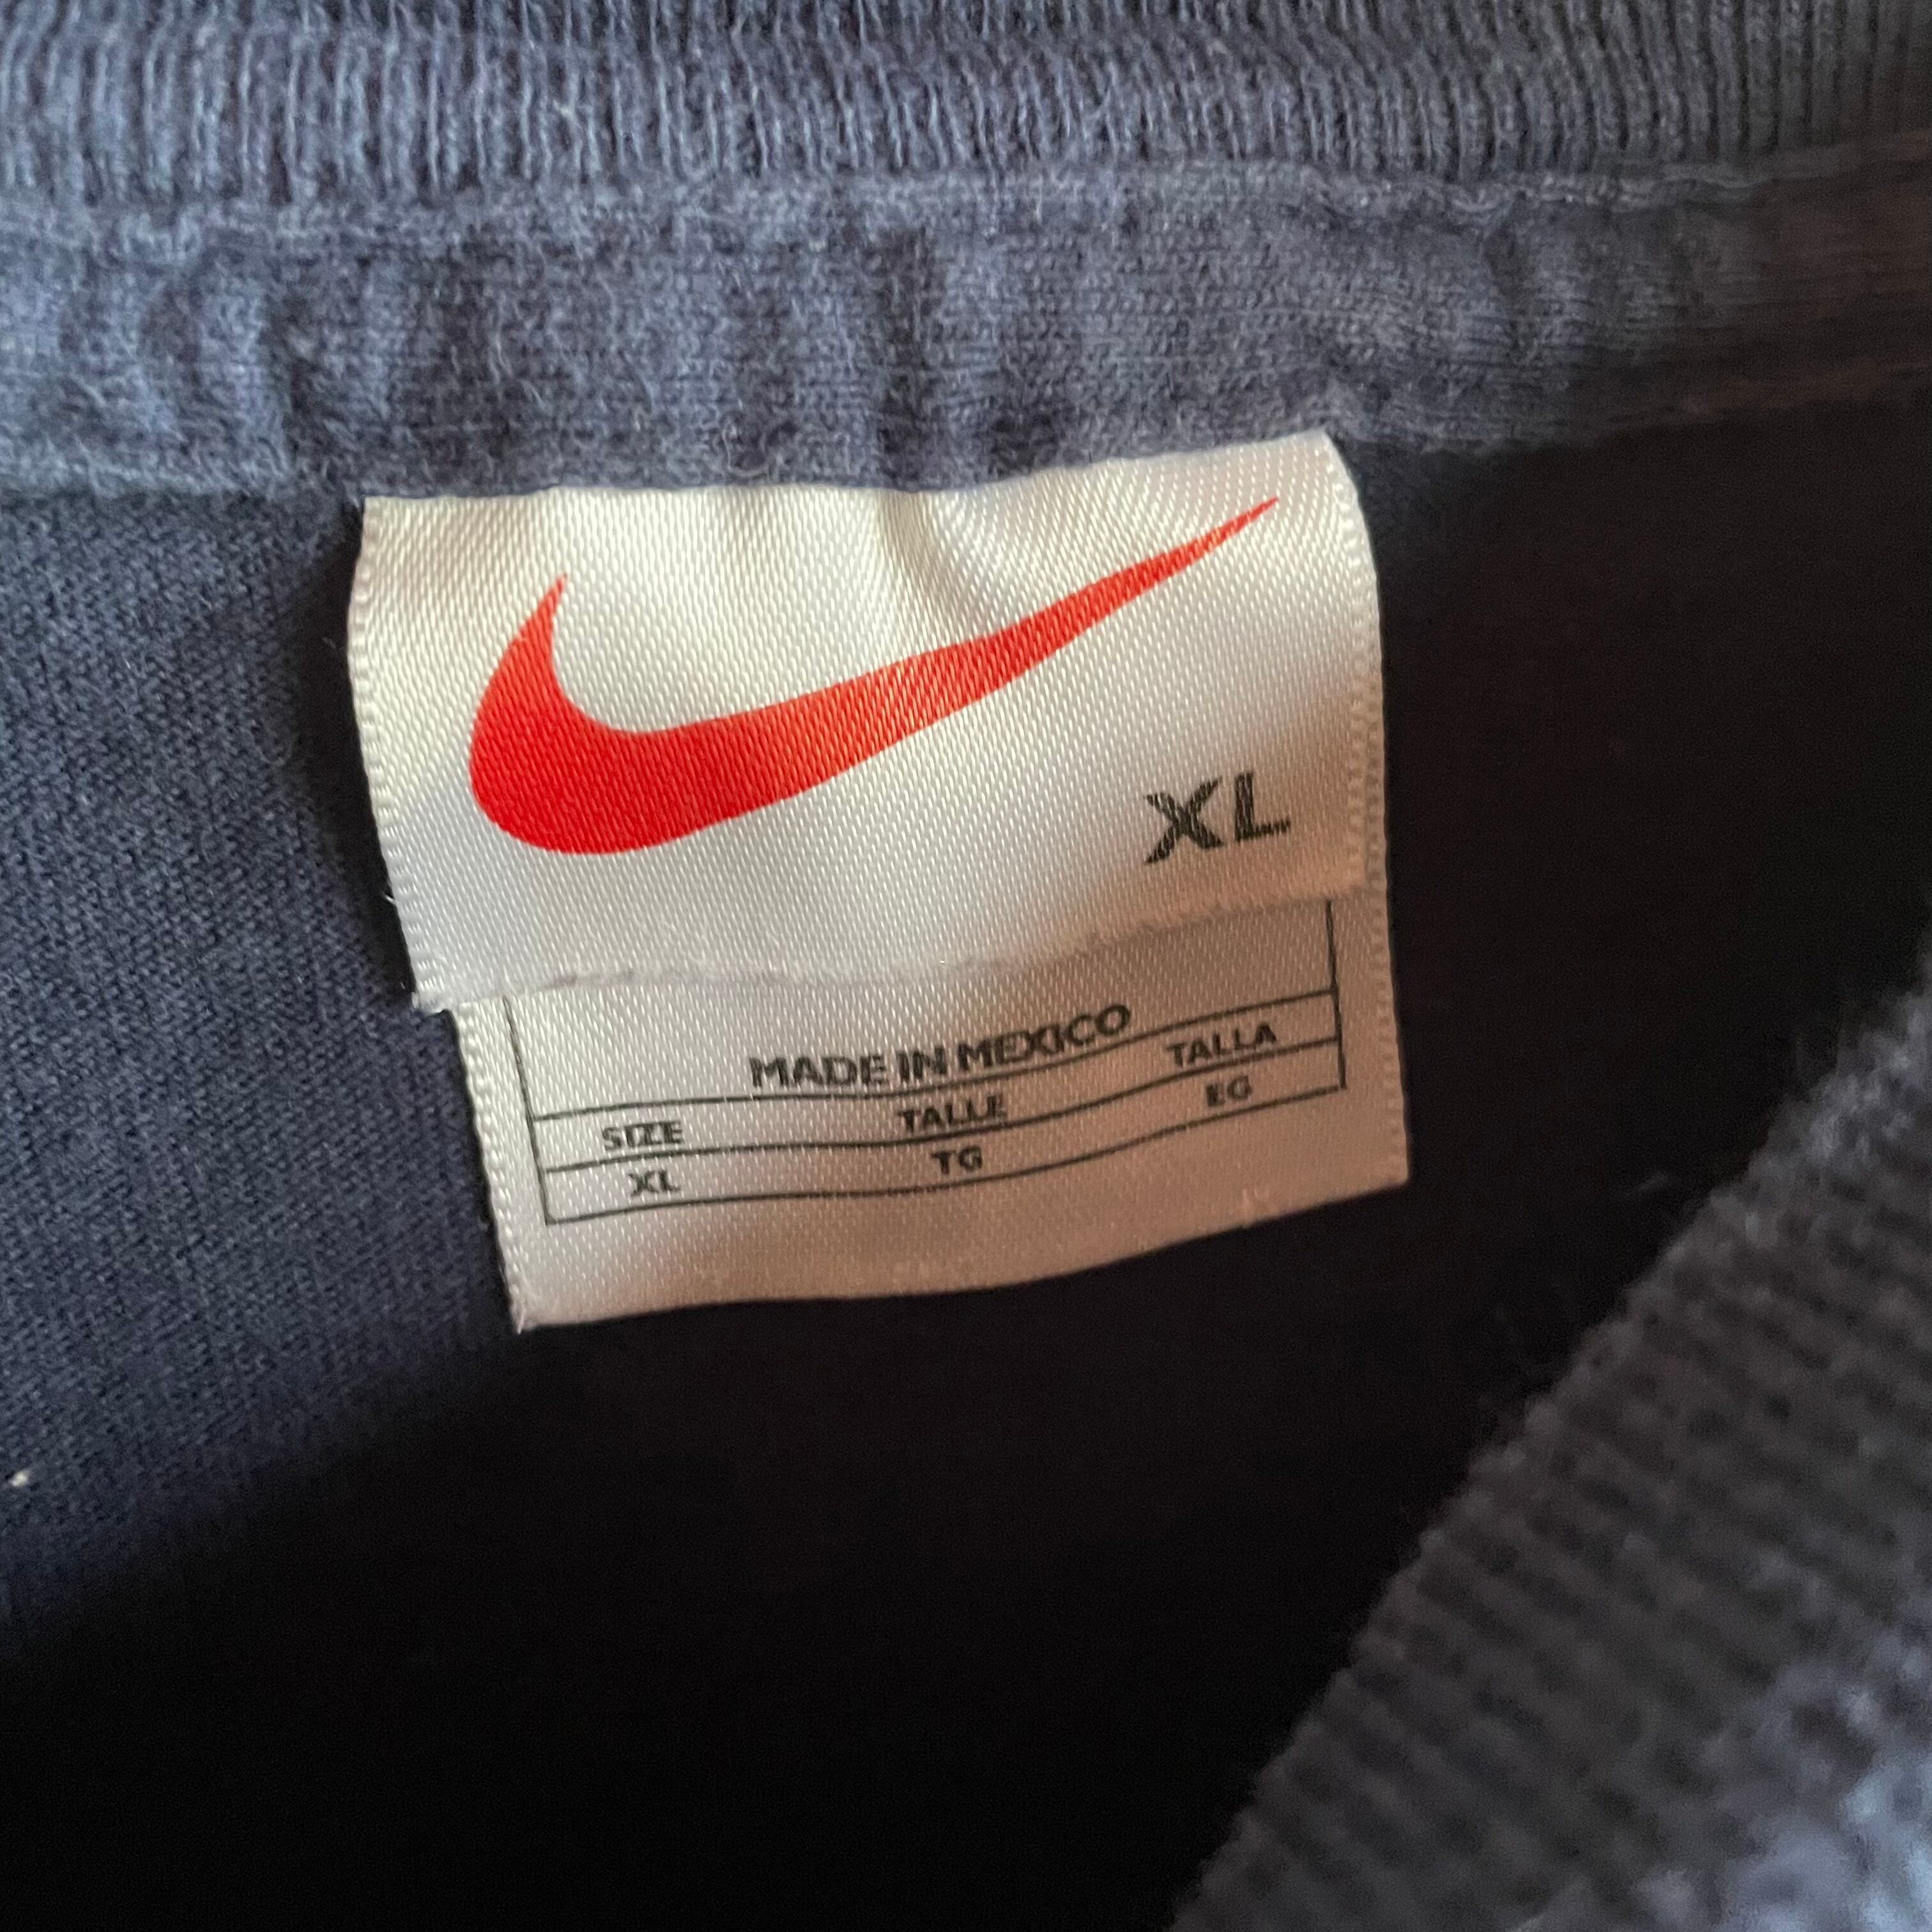 XL
MADE IN MEXICO
SIZE TALLE TALLA
XL TG EG